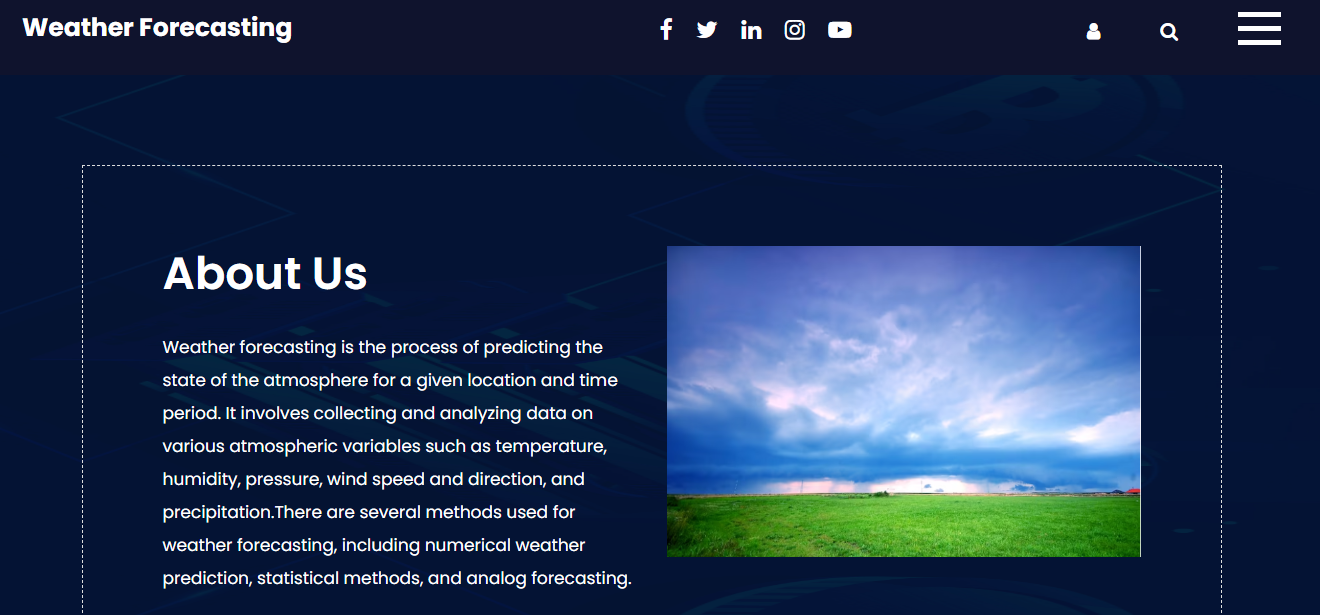 Weather Forecasting
About Us
Weather forecasting is the process of predicting the
state of the atmosphere for a given location and time
period. It involves collecting and analyzing data on
various atmospheric variables such as temperature,
humidity, pressure, wind speed and direction, and
precipitation.There are several methods used for
weather forecasting, including numerical weather
prediction, statistical methods, and analog forecasting.